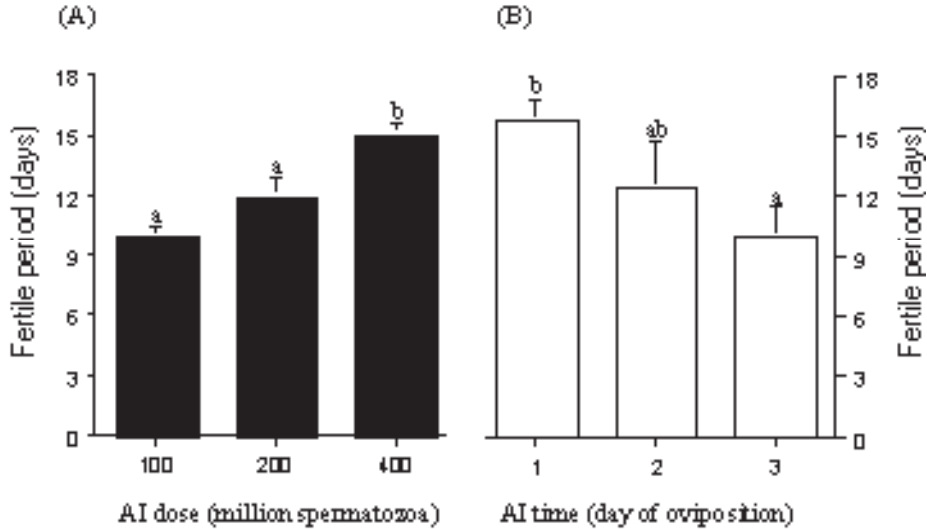 (A)
(B)
Fertile period (days)
18
15
12
9
6
3
0
a
a
b
100
200
400
AI dose (million spermatozoa)
b
ab
a
1
2
3
AI time (day of oviposition)
18
15
12
9
6
3
0
Fertile period (days)